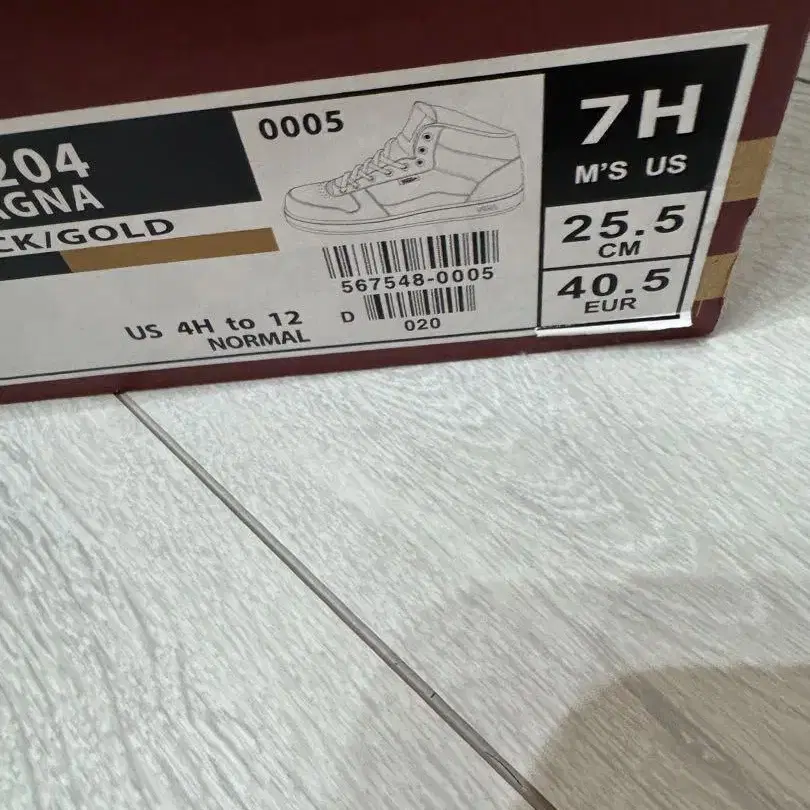 0005
204
AGNA
CK/GOLD
567548-0005
US 4H to 12
NORMAL
D
020
7H
M'S US
25.5
CM
40.5
EUR